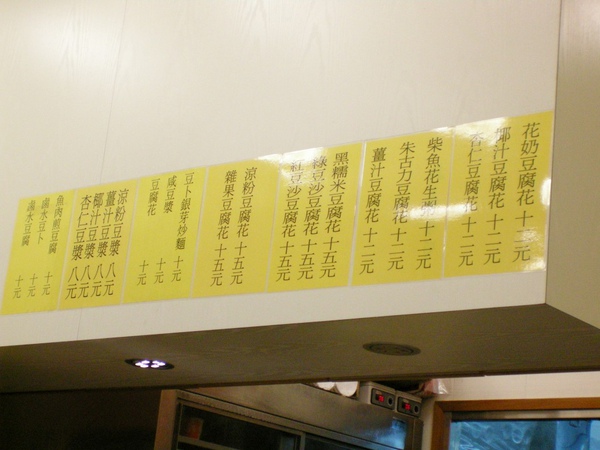 花奶豆腐花 十二元
椰汁豆腐花 十二元
杏仁豆腐花 十二元
柴魚花生粥 十二元
朱古力豆腐花 十二元
薑汁豆腐花 十二元
黑糯米豆腐花 十五元
綠豆沙豆腐花 十五元
紅豆沙豆腐花 十五元
涼粉豆腐花 十五元
雜果豆腐花 十五元
豆卜銀芽炒麵 十元
咸豆漿
豆腐花 十元
涼粉豆漿 八元
薑汁豆漿 八元
椰汁豆漿 八元
杏仁豆漿 八元
魚肉煎豆腐 十元
滷水豆卜 十元
滷水豆腐 十元